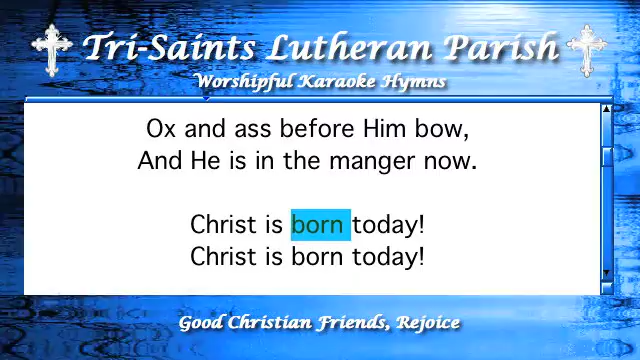 Tri-Saints Lutheran Parish
Worshipful Karaoke Hymns
Ox and ass before Him bow,
And He is in the manger now.
Christ is born today!
Christ is born today!
Good Christian Friends, Rejoice